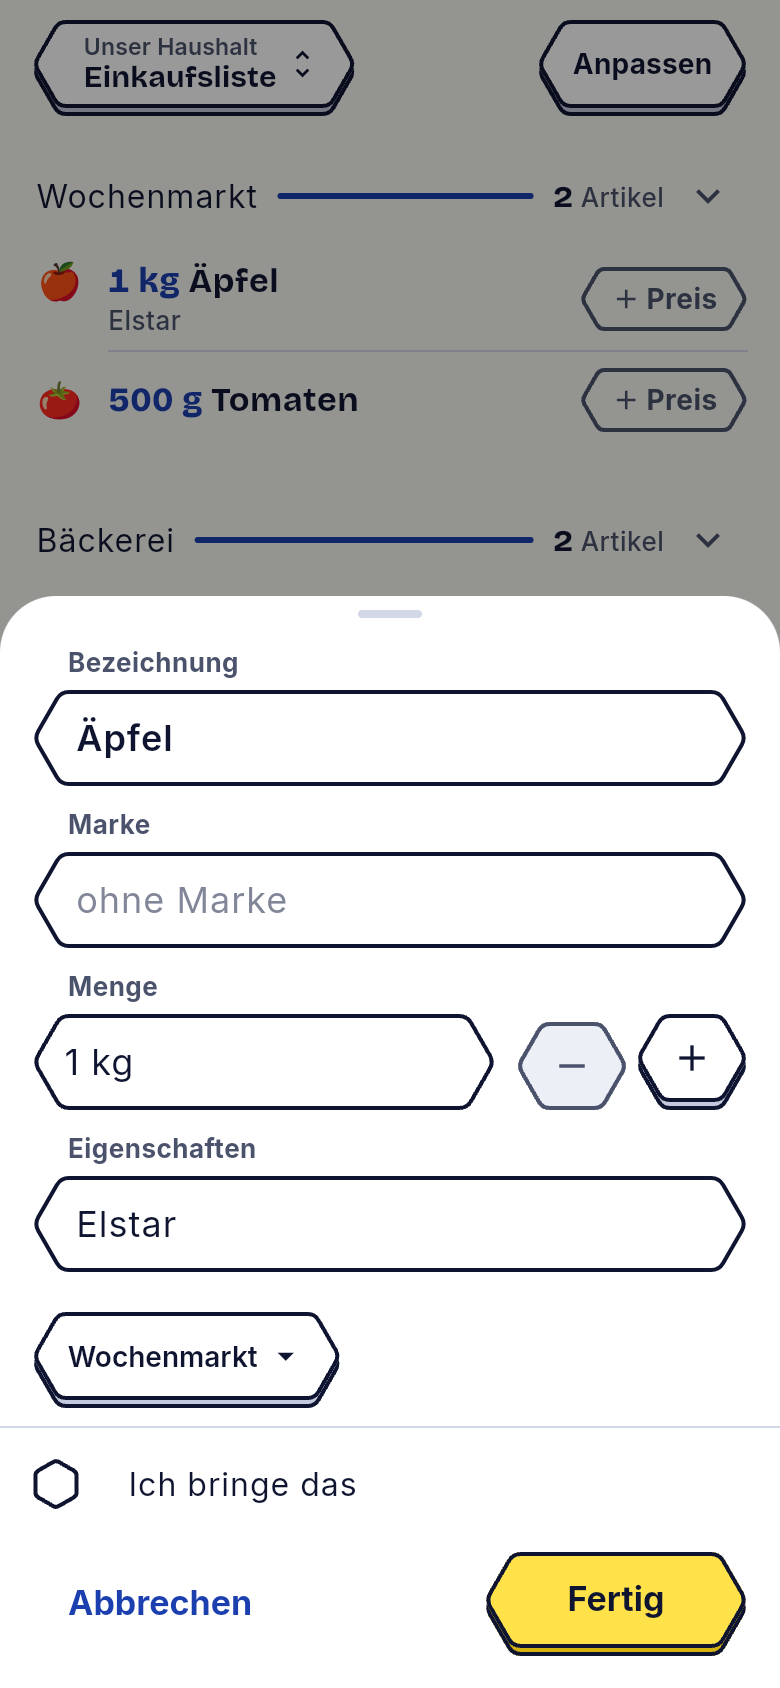 Unser Haushalt
Einkaufsliste
Anpassen
Wochenmarkt 2 Artikel
1 kg Äpfel
Elstar
+ Preis
500 g Tomaten
+ Preis
Bäckerei 2 Artikel
Bezeichnung
Äpfel
Marke
ohne Marke
Menge
1 kg
− +
Eigenschaften
Elstar
Wochenmarkt
Ich bringe das
Abbrechen
Fertig